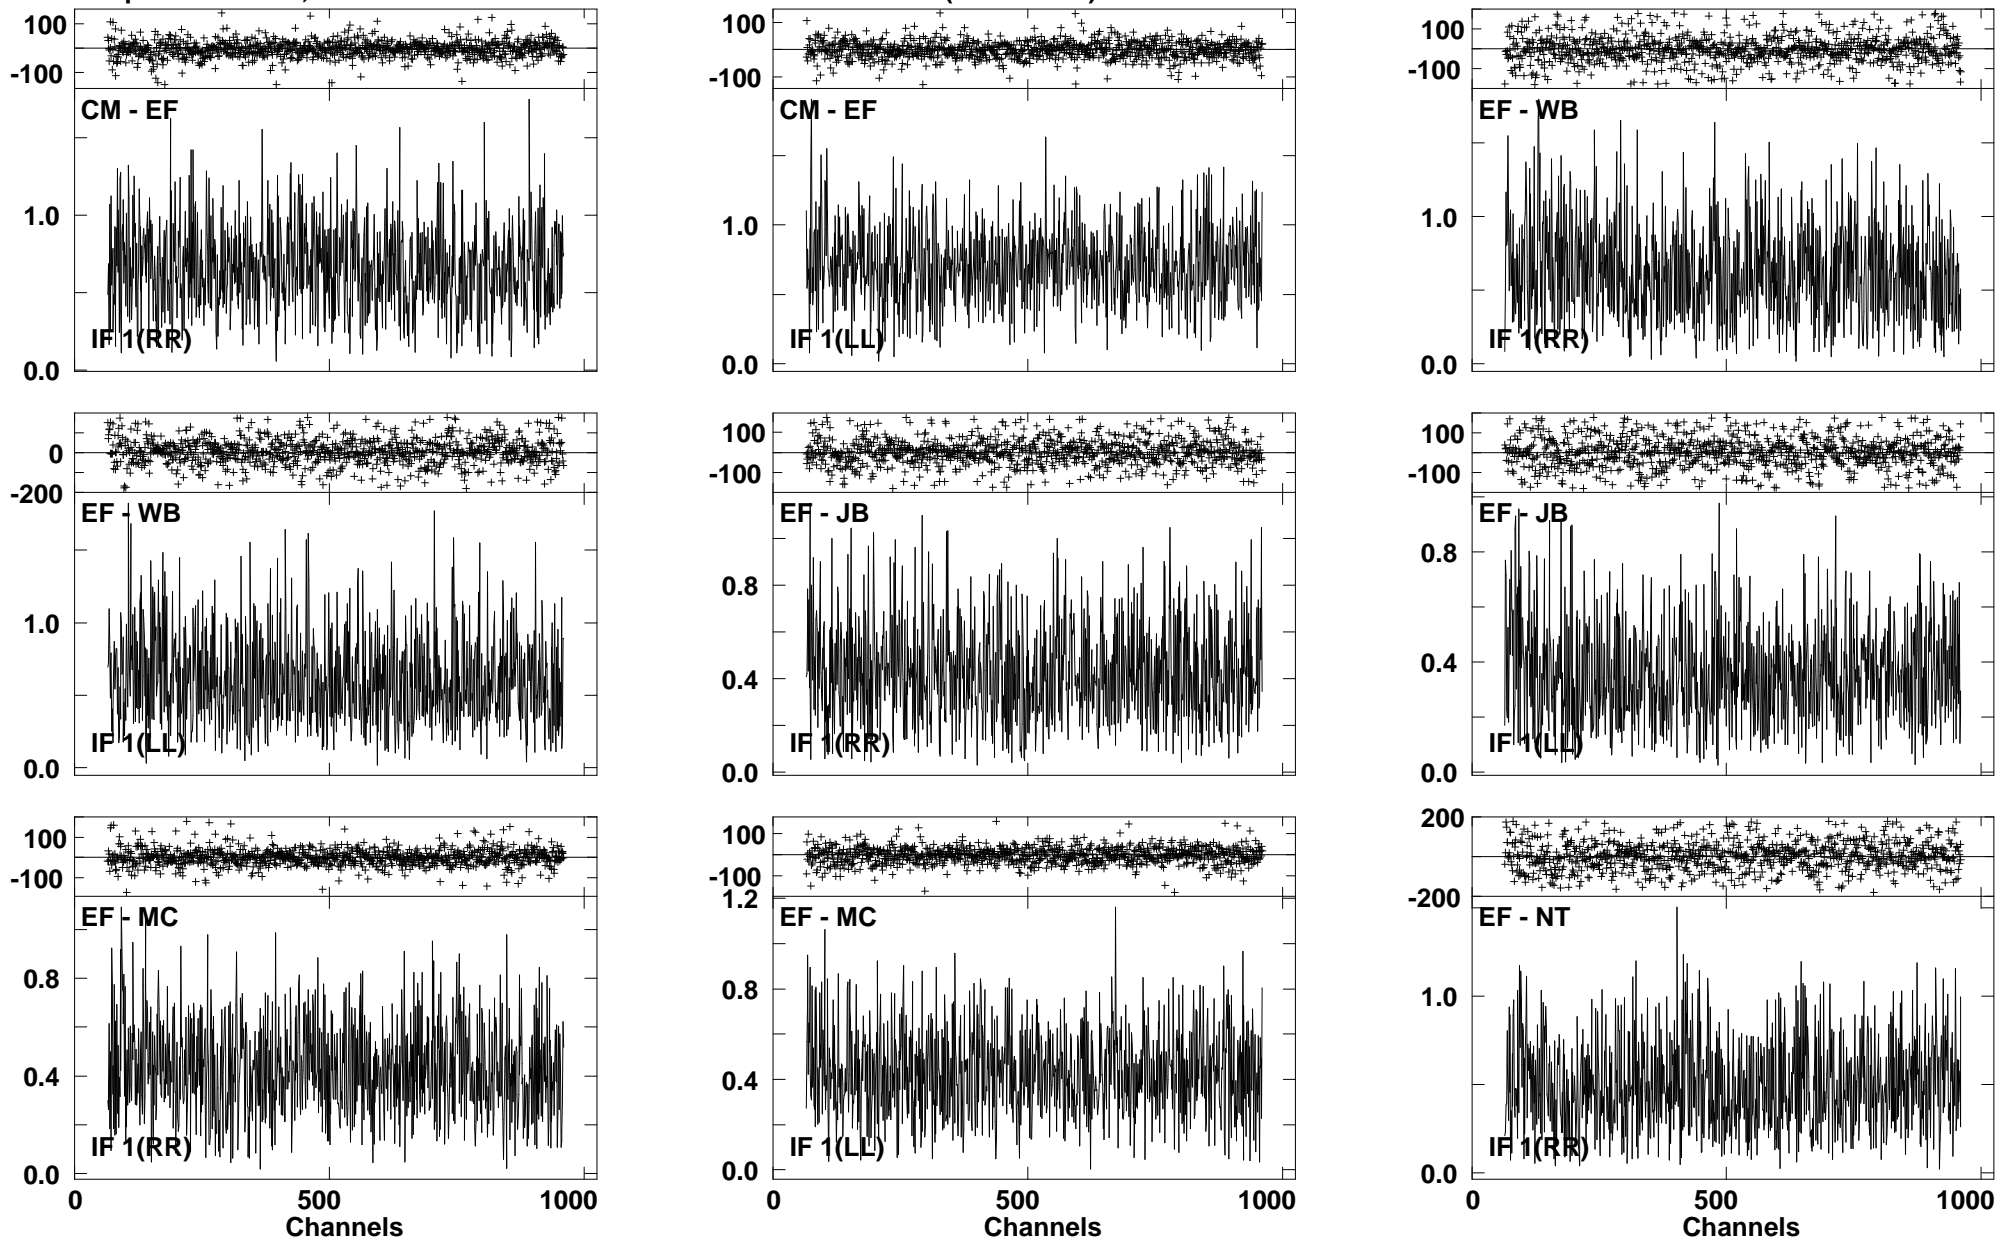 100 100 100
-100 -100 -100
CM - EF CM - EF EF - WB
1.0 1.0 1.0
IF 1(RR) IF 1(LL) IF 1(RR)
0.0 0.0 0.0
0 100 100
-200 -100 -100
EF - WB EF - JB EF - JB
1.0 0.8 0.8
0.4 0.4
IF 1(LL) IF 1(RR) IF 1(LL)
0.0 0.0 0.0
100 100 200
-100 -100 -200
1.2
EF - MC EF - MC EF - NT
0.8 0.8 1.0
0.4 0.4
IF 1(RR) IF 1(LL) IF 1(RR)
0.0 0.0 0.0
0 500 1000 0 500 1000 0 500 1000
Channels Channels Channels